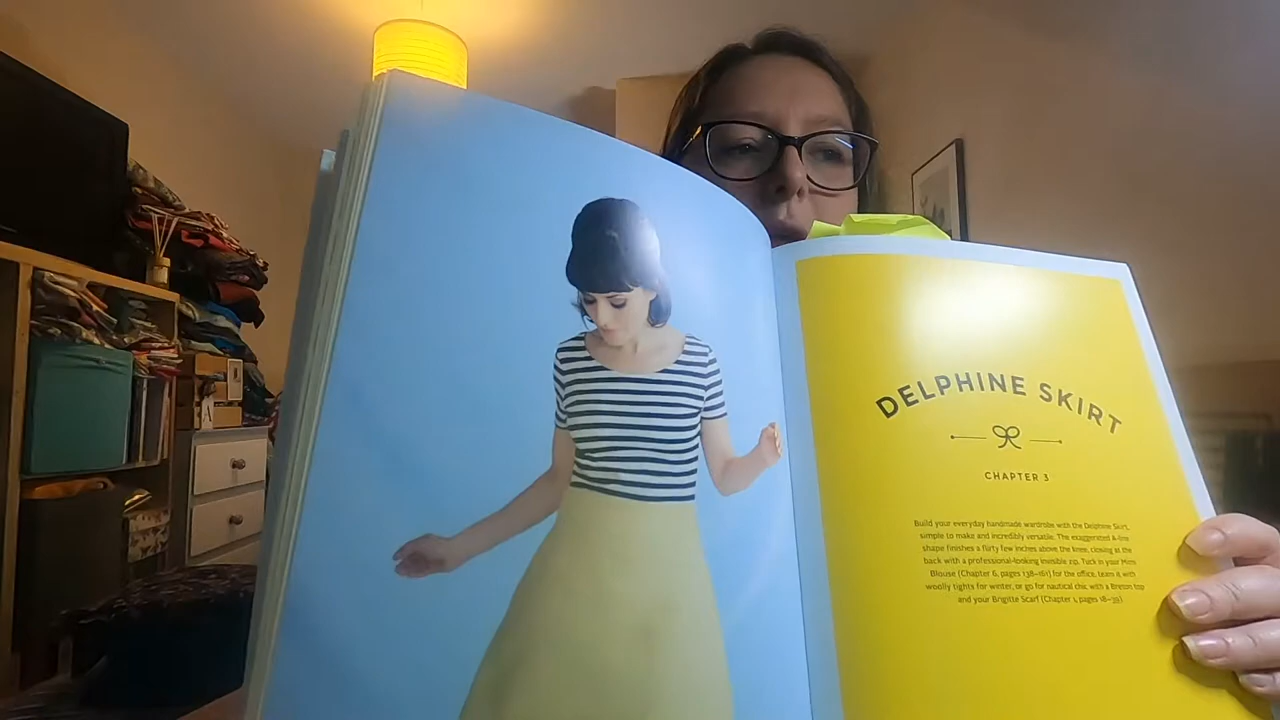 DELPHINE SKIRT
CHAPTER 3
Build your everyday handmade wardrobe with the Delphine Skirt,
simple to make and incredibly versatile. The exaggerated A-line
shape finishes a flirty few inches above the knee, closing at the
back with a professional-looking invisible zip. Tuck in your Mimi
Blouse (Chapter 6, pages 138–161) for the office, team it with
woolly tights for winter, or go for nautical chic with a Breton top
and your Brigitte Scarf (Chapter 1, pages 18–39)